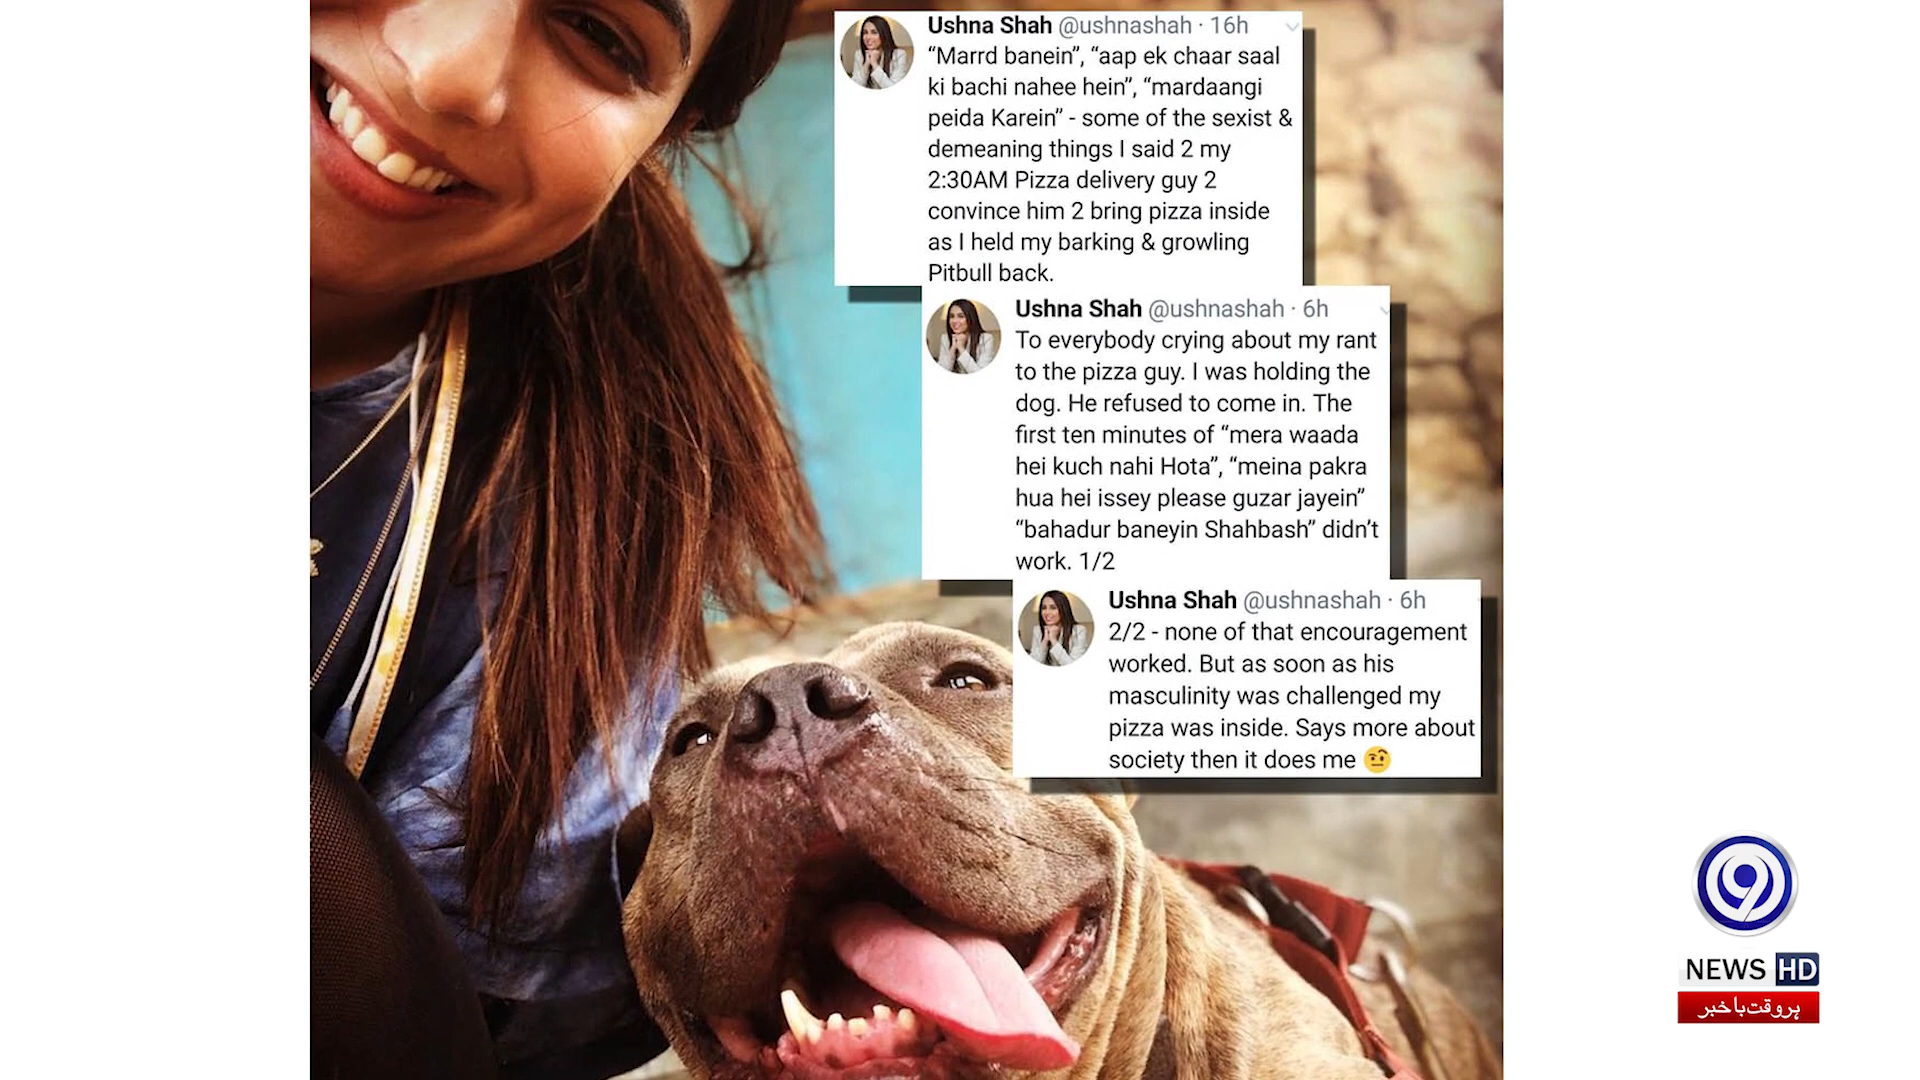 Ushna Shah @ushnashah · 16h
“Marrd banein”, “aap ek chaar saal
ki bachi nahee hein”, “mardaangi
peida Karein” - some of the sexist &
demeaning things I said 2 my
2:30AM Pizza delivery guy 2
convince him 2 bring pizza inside
as I held my barking & growling
Pitbull back.
Ushna Shah @ushnashah · 6h
To everybody crying about my rant
to the pizza guy. I was holding the
dog. He refused to come in. The
first ten minutes of “mera waada
hei kuch nahi Hota”, “meina pakra
hua hei issey please guzar jayein”
“bahadur baneyin Shahbash” didn’t
work. 1/2
Ushna Shah @ushnashah · 6h
2/2 - none of that encouragement
worked. But as soon as his
masculinity was challenged my
pizza was inside. Says more about
society then it does me 🤨
9
NEWS HD
ہر وقت باخبر